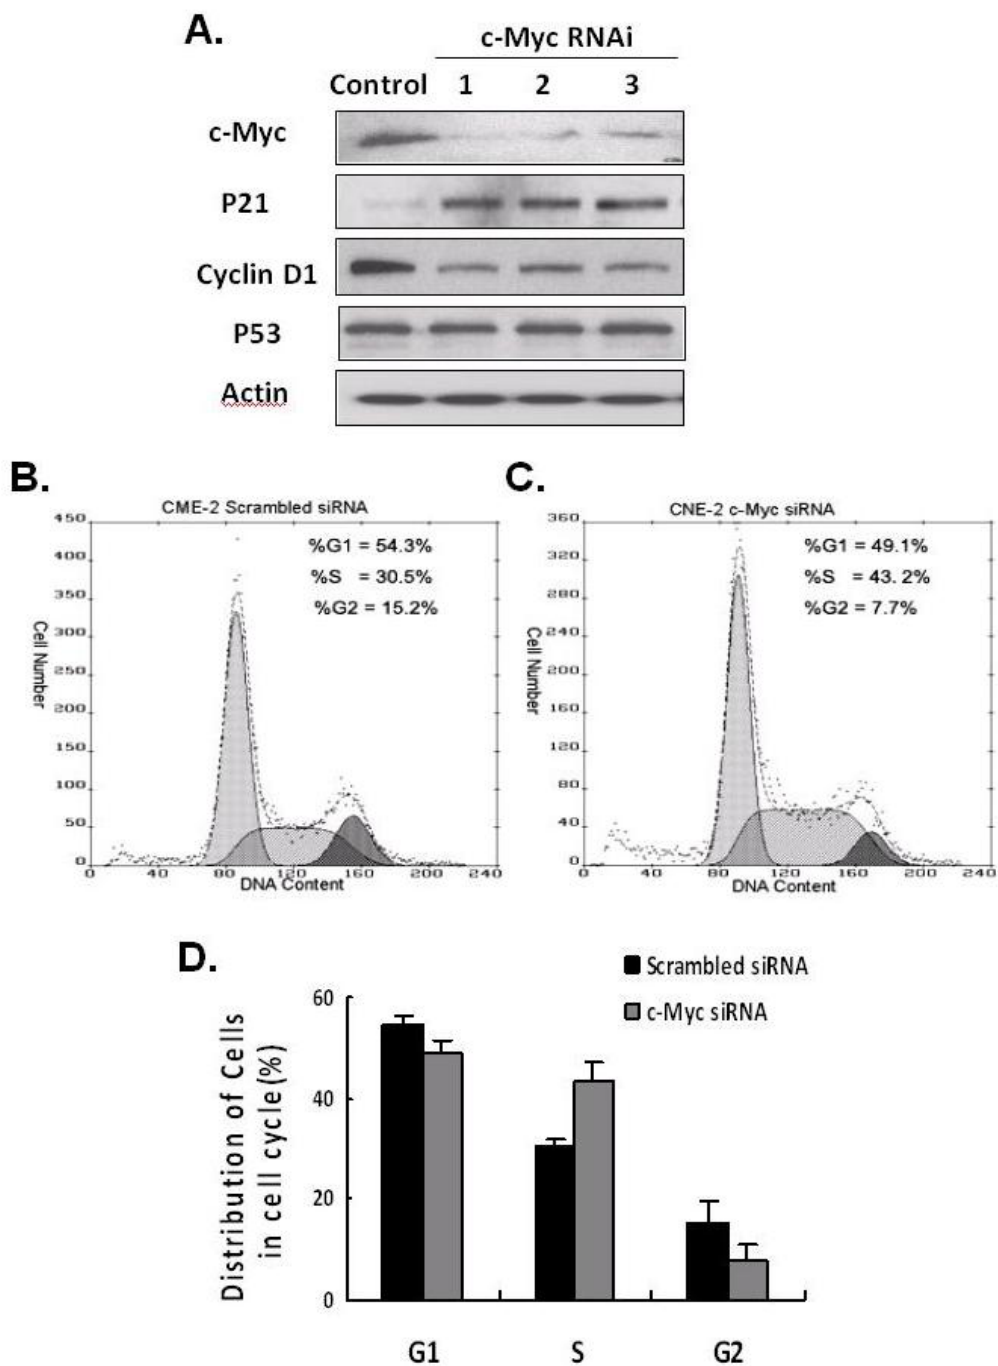 A.
c-Myc RNAi
Control 1 2 3
c-Myc
P21
Cyclin D1
P53
Actin
B.
CME-2 Scrambled siRNA
%G1 = 54.3%
%S = 30.5%
%G2 = 15.2%
Cell Number
450
400
350
300
250
200
150
100
50
0
0 40 80 120 160 200 240
DNA Content
C.
CNE-2 c-Myc siRNA
%G1 = 49.1%
%S = 43.2%
%G2 = 7.7%
Cell Number
360
320
280
240
200
160
120
80
40
0
0 40 80 120 160 200 240
DNA Content
D.
Scrambled siRNA
c-Myc siRNA
Distribution of Cells
in cell cycle(%)
60
40
20
0
G1 S G2